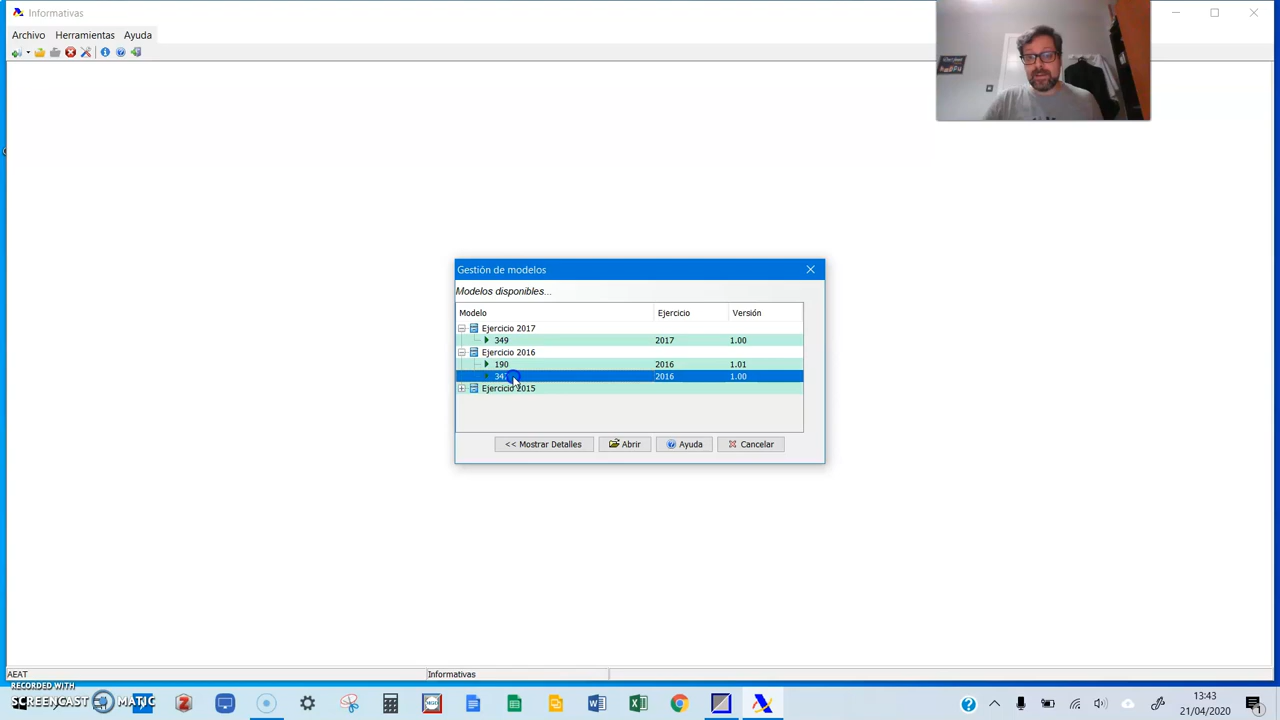 Informativas
Archivo Herramientas Ayuda
Gestión de modelos
Modelos disponibles...
Modelo Ejercicio Versión
Ejercicio 2017
349 2017 1.00
Ejercicio 2016
190 2016 1.01
347 2016 1.00
Ejercicio 2015
<< Mostrar Detalles Abrir Ayuda Cancelar
AEAT Informativas
RECORDED WITH
SCREENCAST MATIC
13:43
21/04/2020